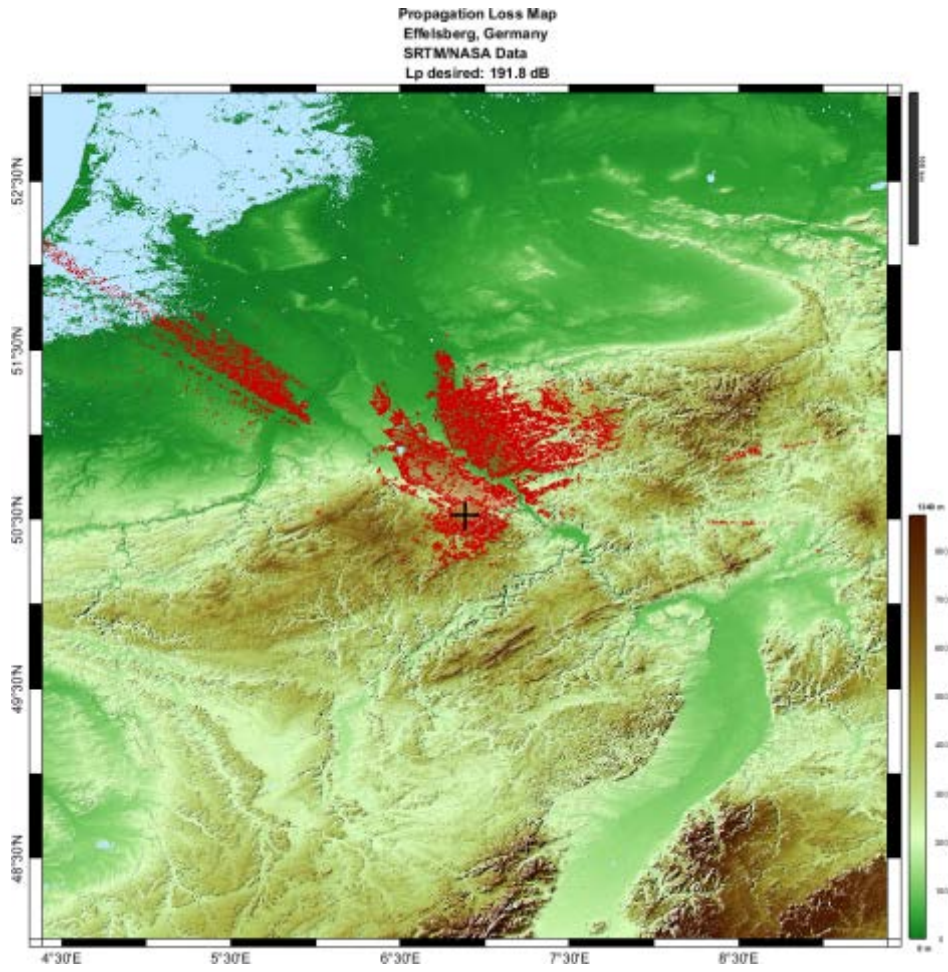 Propagation Loss Map
Effelsberg, Germany
SRTM/NASA Data
Lp desired: 191.8 dB
52°30'N
51°30'N
50°30'N
49°30'N
48°30'N
4°30'E
5°30'E
6°30'E
7°30'E
8°30'E
0 m